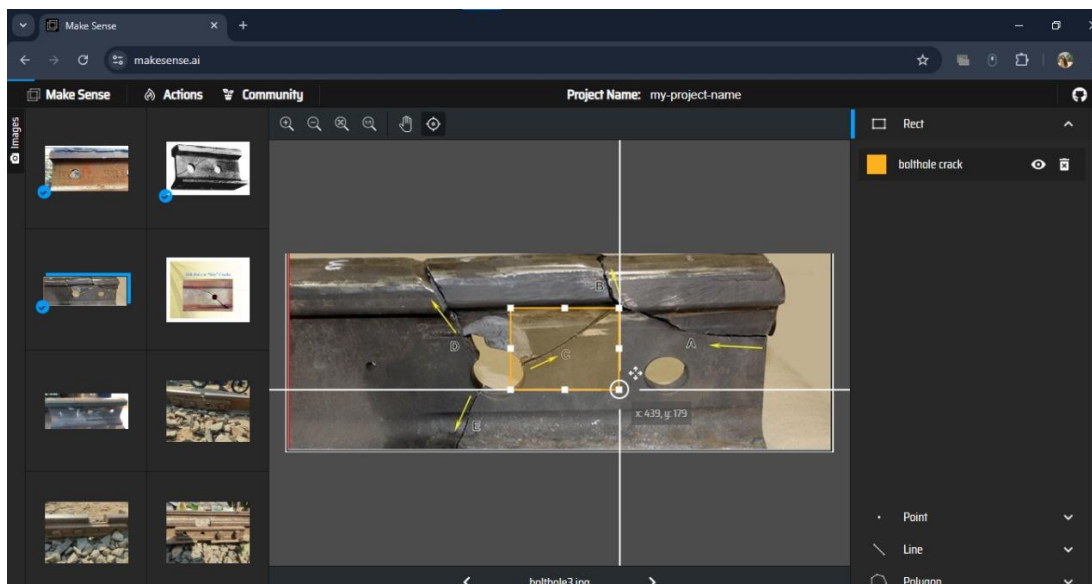 Make Sense
makesense.ai
Make Sense
Actions
Community
Project Name: my-project-name
Images
Rect
bolthole crack
B
D
C
A
E
x: 439, y: 179
Point
Line
Polygon
bolthole3.jpg